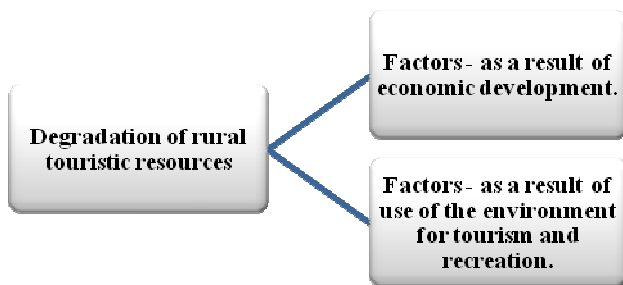 Degradation of rural
touristic resources
Factors - as a result of
economic development.
Factors - as a result of
use of the environment
for tourism and
recreation.